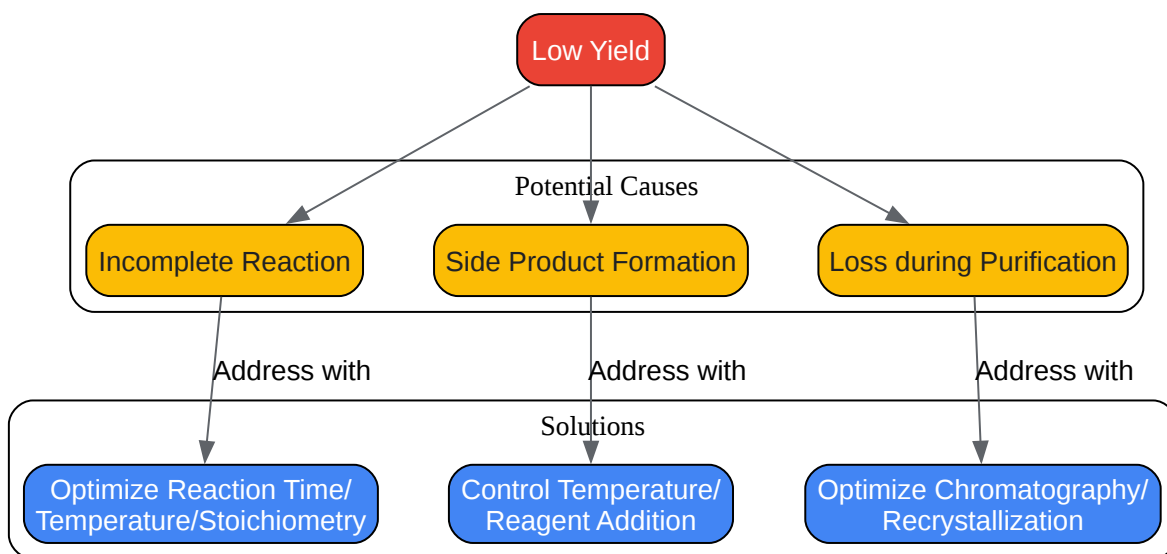 Low Yield
Potential Causes
Incomplete Reaction
Side Product Formation
Loss during Purification
Address with
Address with
Address with
Solutions
Optimize Reaction Time/
Temperature/Stoichiometry
Control Temperature/
Reagent Addition
Optimize Chromatography/
Recrystallization